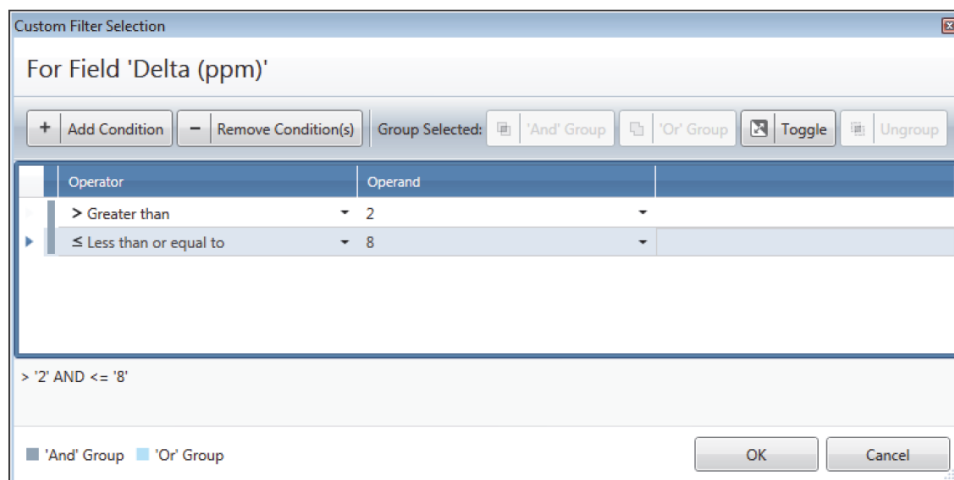 Custom Filter Selection
For Field 'Delta (ppm)'
+ Add Condition − Remove Condition(s) Group Selected: 'And' Group 'Or' Group Toggle Ungroup
Operator Operand
> Greater than 2
≤ Less than or equal to 8
> '2' AND <= '8'
'And' Group 'Or' Group OK Cancel